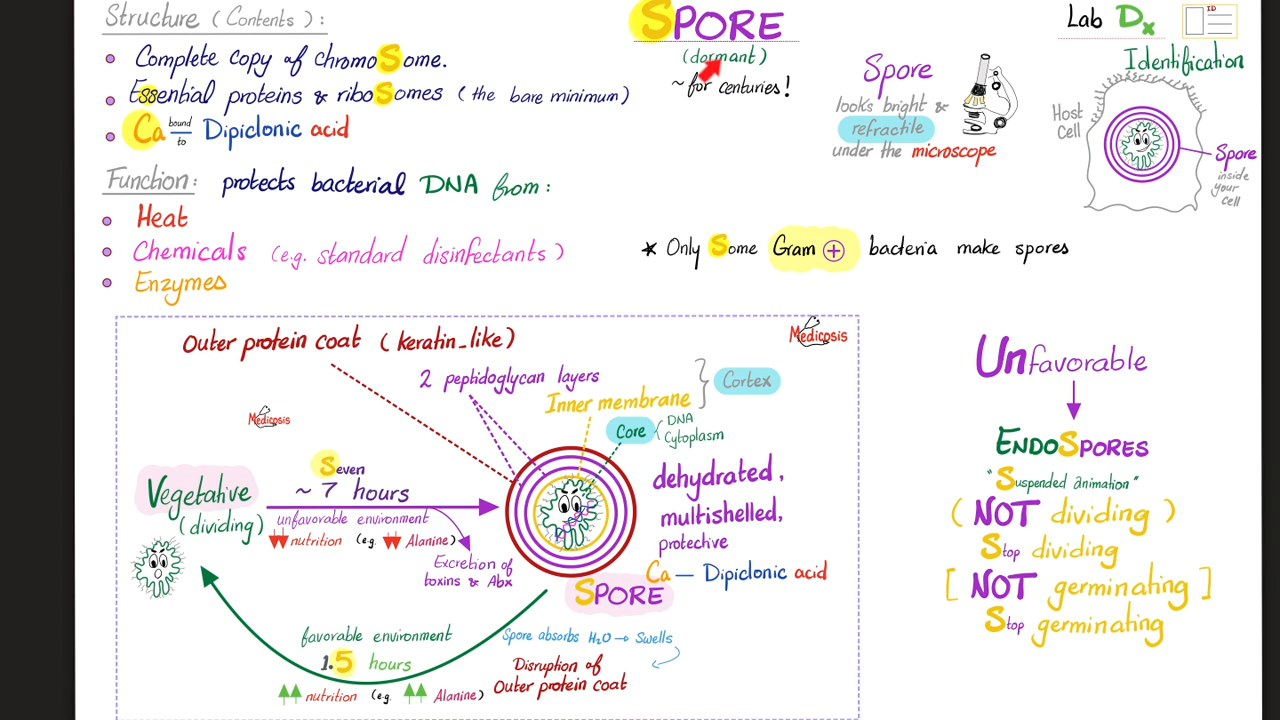 Structure (Contents):
Complete copy of chromoSome.
Essential proteins & riboSomes (the bare minimum)
Ca bound to Dipiclonic acid
Function: protects bacterial DNA from:
Heat
Chemicals (e.g. standard disinfectants)
Enzymes
SPORE
(dormant)
~ for centuries!
Spore
looks bright &
refractile
under the microscope
Lab Dx
ID
Identification
Host
Cell
Spore
inside
your
cell
* Only Some Gram + bacteria make spores
Outer protein coat (keratin-like)
Medicosis
2 peptidoglycan layers
Inner membrane
Cortex
Core
DNA
Cytoplasm
Medicosis
Vegetative
(dividing)
Seven
~ 7 hours
unfavorable environment
nutrition (e.g. Alanine)
Excretion of
toxins & Abx
dehydrated,
multishelled,
protective
Ca — Dipiclonic acid
SPORE
favorable environment
1.5 hours
nutrition (e.g. Alanine)
Spore absorbs H2O → Swells
Disruption of
Outer protein coat
Unfavorable
ENDOSPORES
"Suspended animation"
(NOT dividing)
Stop dividing
[NOT germinating]
Stop germinating